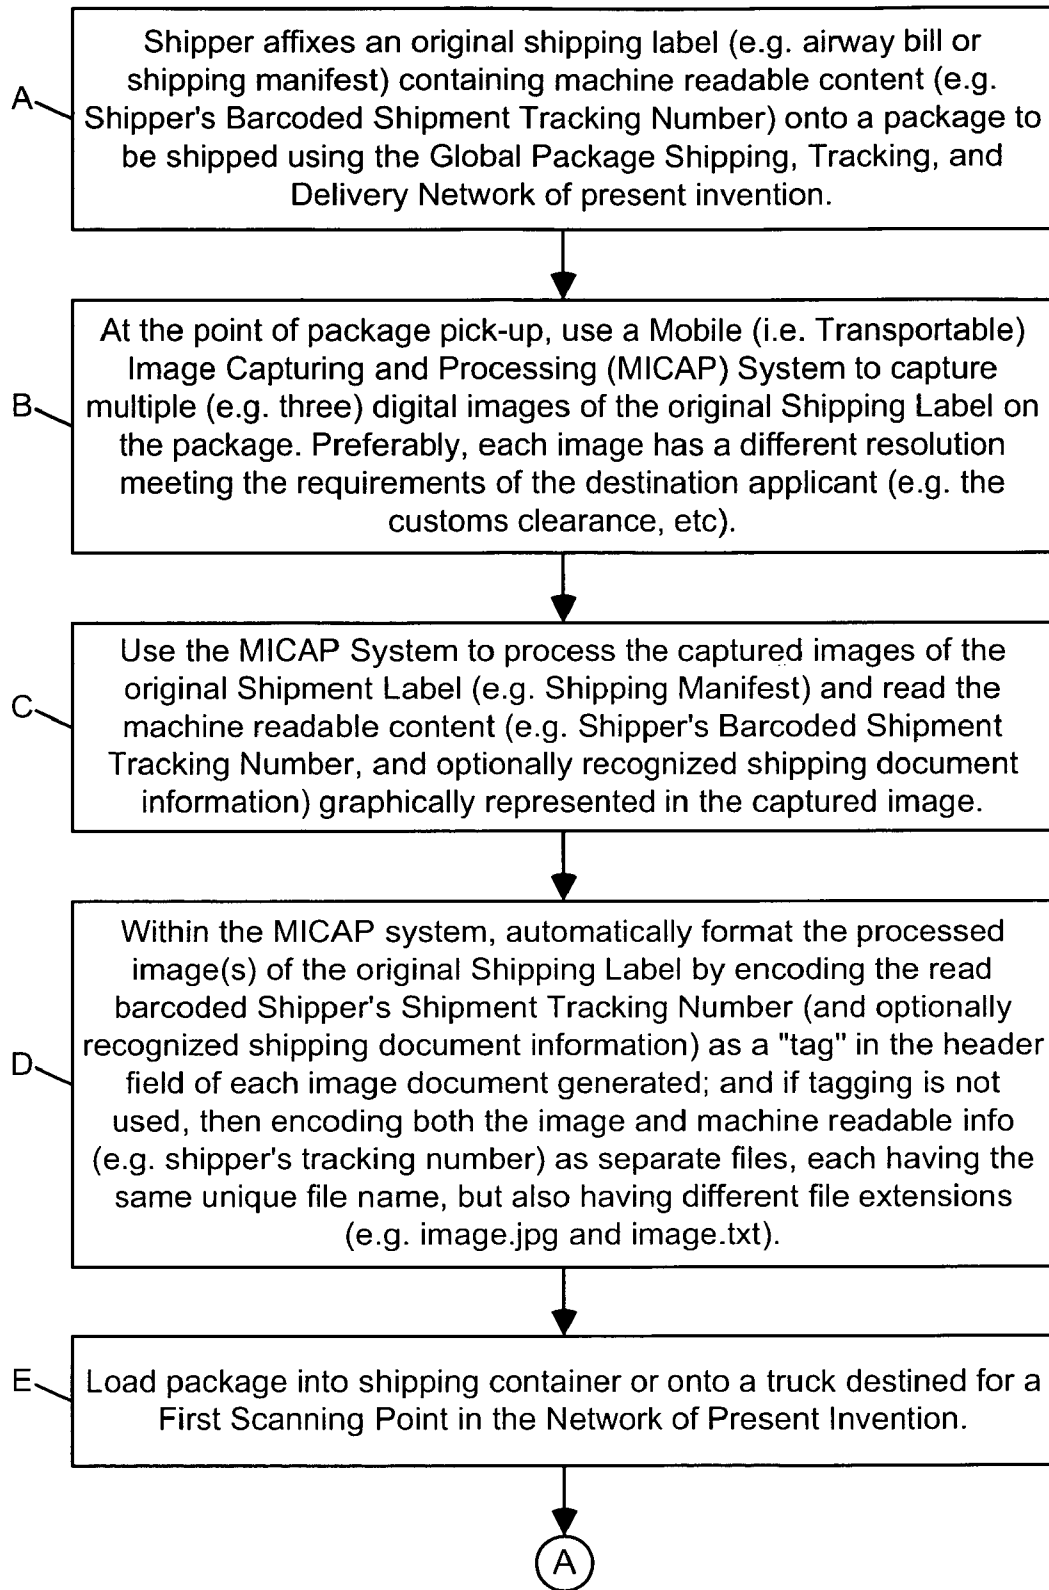 Shipper affixes an original shipping label (e.g. airway bill or
shipping manifest) containing machine readable content (e.g.
A
Shipper's Barcoded Shipment Tracking Number) onto a package to
be shipped using the Global Package Shipping, Tracking, and
Delivery Network of present invention.
At the point of package pick-up, use a Mobile (i.e. Transportable)
Image Capturing and Processing (MICAP) System to capture
B
multiple (e.g. three) digital images of the original Shipping Label on
the package. Preferably, each image has a different resolution
meeting the requirements of the destination applicant (e.g. the
customs clearance, etc).
Use the MICAP System to process the captured images of the
original Shipment Label (e.g. Shipping Manifest) and read the
C
machine readable content (e.g. Shipper's Barcoded Shipment
Tracking Number, and optionally recognized shipping document
information) graphically represented in the captured image.
Within the MICAP system, automatically format the processed
image(s) of the original Shipping Label by encoding the read
barcoded Shipper's Shipment Tracking Number (and optionally
recognized shipping document information) as a "tag" in the header
D
field of each image document generated; and if tagging is not
used, then encoding both the image and machine readable info
(e.g. shipper's tracking number) as separate files, each having the
same unique file name, but also having different file extensions
(e.g. image.jpg and image.txt).
E
Load package into shipping container or onto a truck destined for a
First Scanning Point in the Network of Present Invention.
A